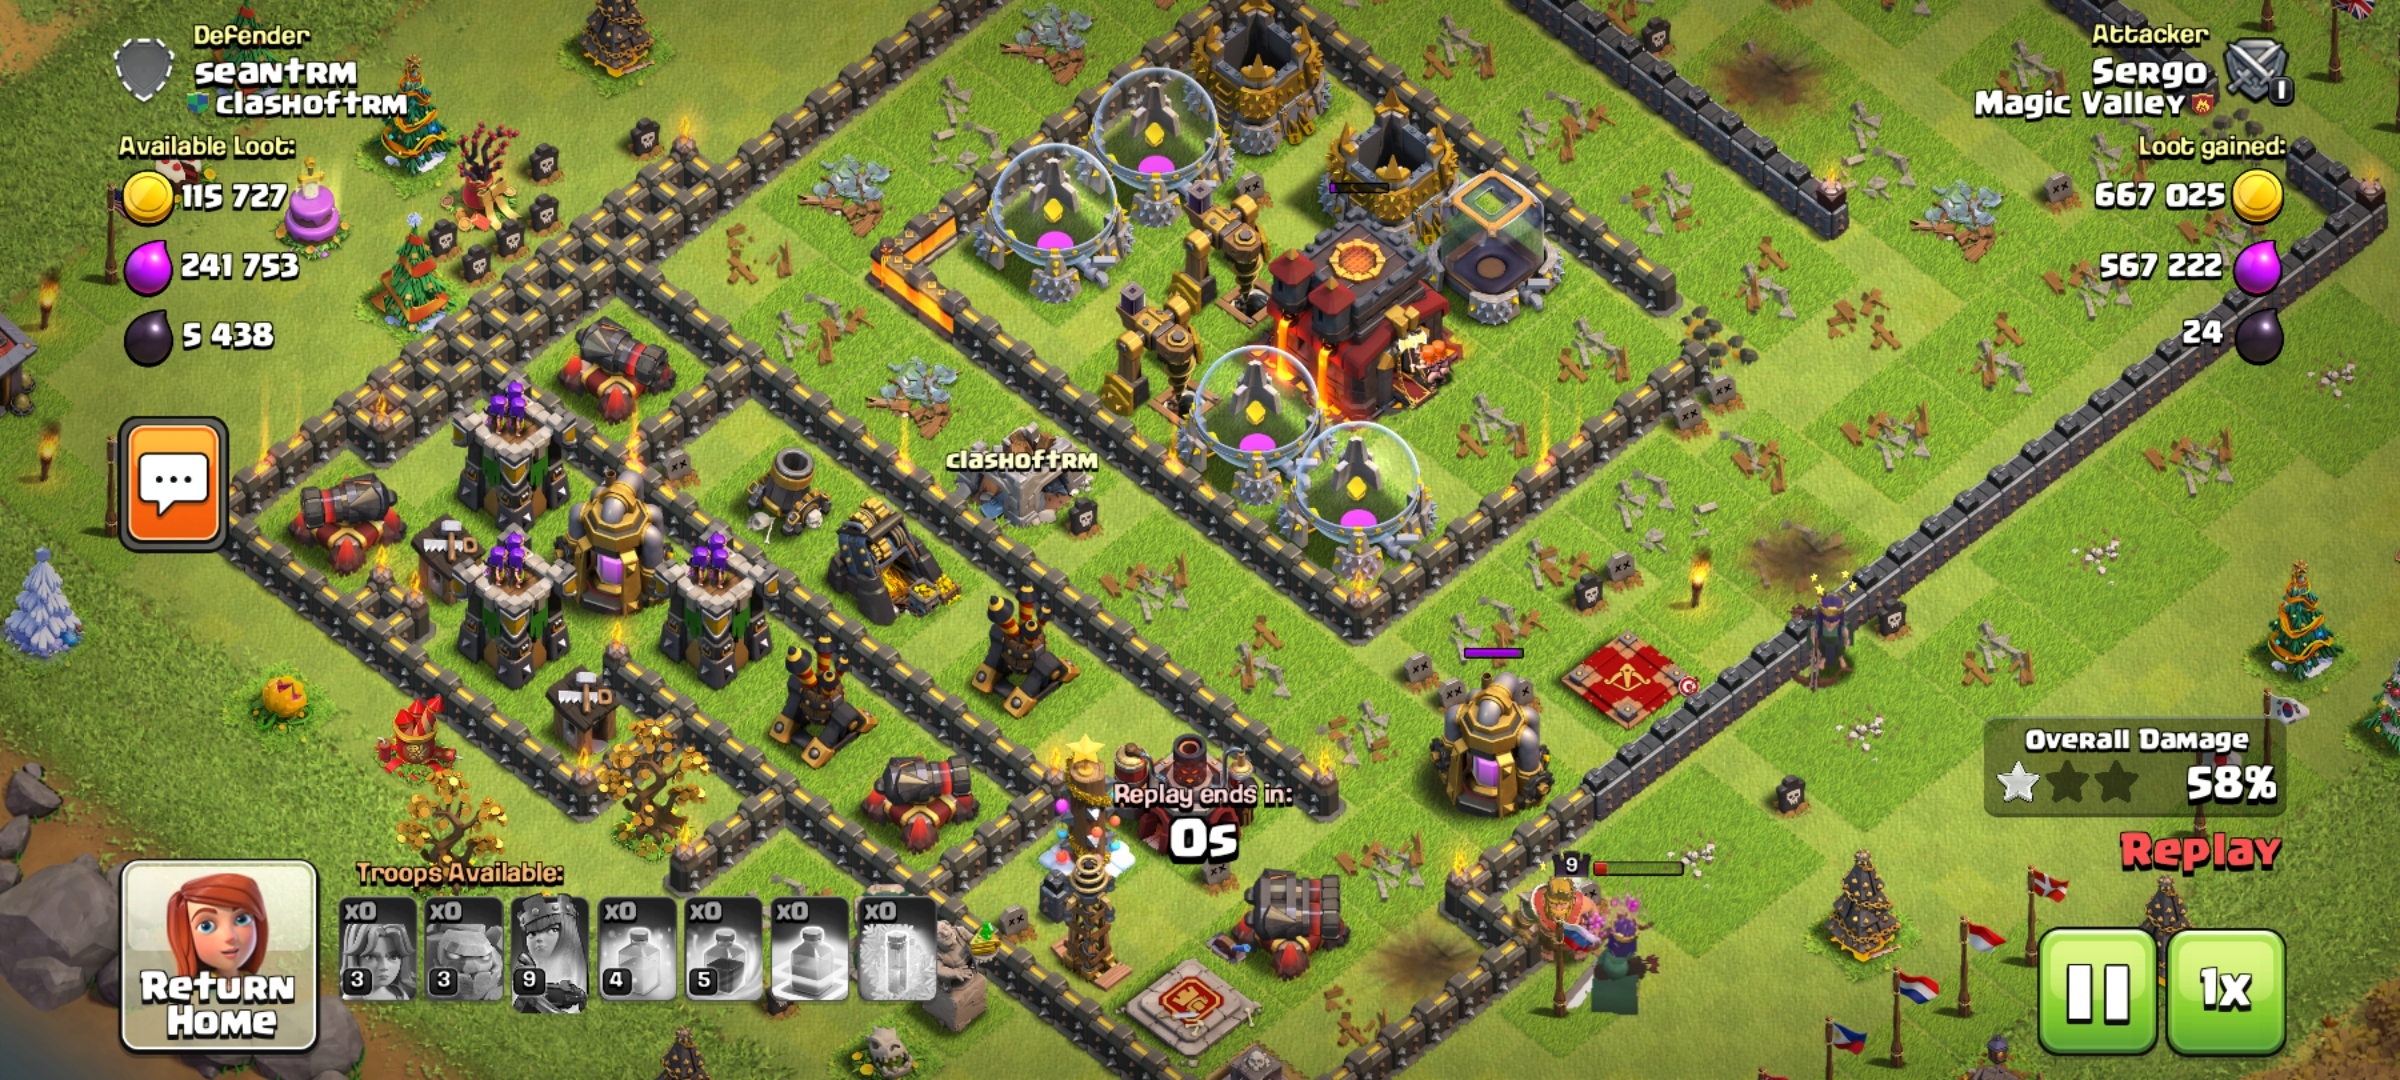 Defender
seantRM
clashoftRM
Available Loot:
115 727
241 753
5 438
Attacker
Sergo
Magic Valley
1
Loot gained:
667 025
567 222
24
clashoftRM
Overall Damage
58%
Replay
Replay ends in:
0s
9
Troops Available:
x0 x0 x0 x0 x0 x0
3 3 9 4 5
Return
Home
1x